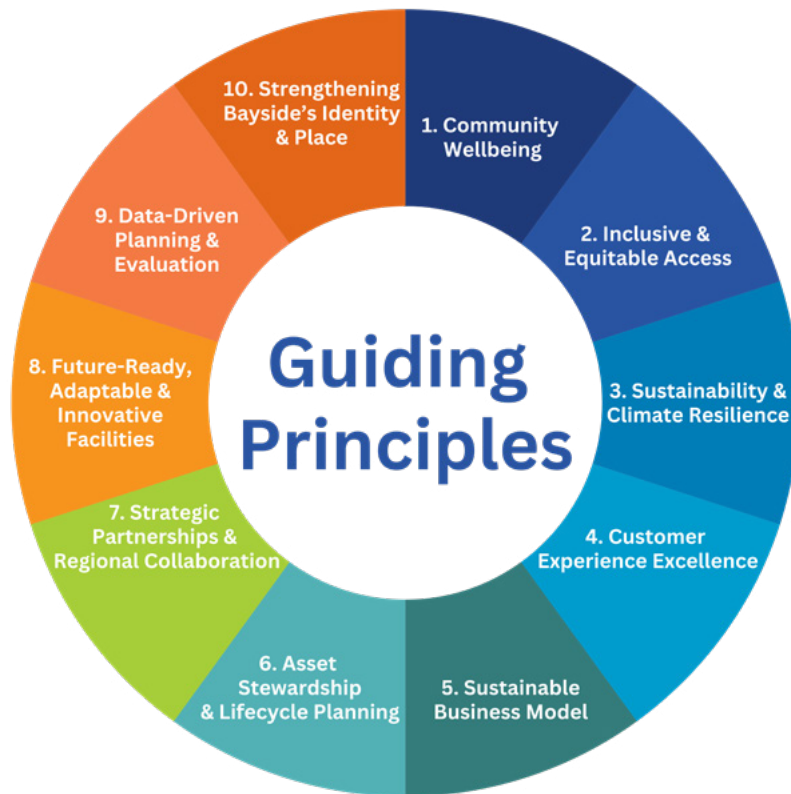 Guiding
Principles
1. Community
Wellbeing
2. Inclusive &
Equitable Access
3. Sustainability &
Climate Resilience
4. Customer
Experience Excellence
5. Sustainable
Business Model
6. Asset
Stewardship
& Lifecycle Planning
7. Strategic
Partnerships &
Regional Collaboration
8. Future-Ready,
Adaptable &
Innovative
Facilities
9. Data-Driven
Planning &
Evaluation
10. Strengthening
Bayside’s Identity
& Place